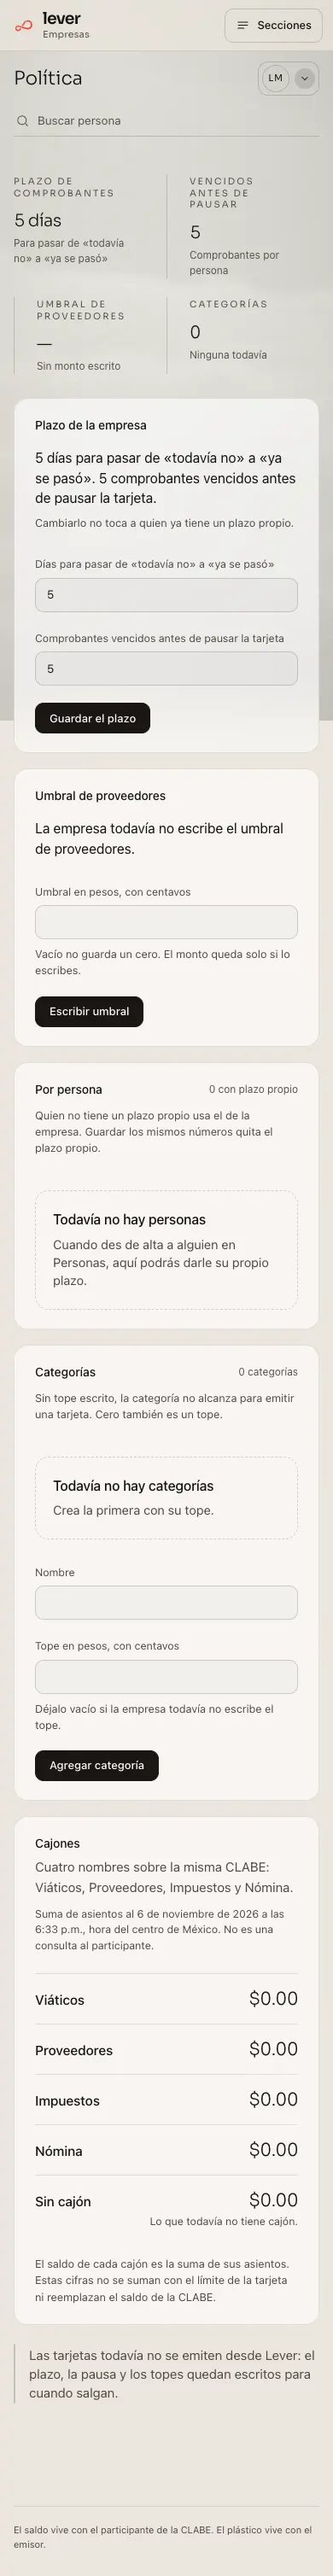 lever
Empresas
Secciones
Política
LM
Buscar persona
PLAZO DE
COMPROBANTES
5 días
Para pasar de «todavía
no» a «ya se pasó»
VENCIDOS
ANTES DE
PAUSAR
5
Comprobantes por
persona
UMBRAL DE
PROVEEDORES
—
Sin monto escrito
CATEGORÍAS
0
Ninguna todavía
Plazo de la empresa
5 días para pasar de «todavía no» a «ya
se pasó». 5 comprobantes vencidos antes
de pausar la tarjeta.
Cambiarlo no toca a quien ya tiene un plazo propio.
Días para pasar de «todavía no» a «ya se pasó»
5
Comprobantes vencidos antes de pausar la tarjeta
5
Guardar el plazo
Umbral de proveedores
La empresa todavía no escribe el umbral
de proveedores.
Umbral en pesos, con centavos
Vacío no guarda un cero. El monto queda solo si lo
escribes.
Escribir umbral
Por persona
0 con plazo propio
Quien no tiene un plazo propio usa el de la
empresa. Guardar los mismos números quita el
plazo propio.
Todavía no hay personas
Cuando des de alta a alguien en
Personas, aquí podrás darle su propio
plazo.
Categorías
0 categorías
Sin tope escrito, la categoría no alcanza para emitir
una tarjeta. Cero también es un tope.
Todavía no hay categorías
Crea la primera con su tope.
Nombre
Tope en pesos, con centavos
Déjalo vacío si la empresa todavía no escribe el
tope.
Agregar categoría
Cajones
Cuatro nombres sobre la misma CLABE:
Viáticos, Proveedores, Impuestos y Nómina.
Suma de asientos al 6 de noviembre de 2026 a las
6:33 p.m., hora del centro de México. No es una
consulta al participante.
Viáticos $0.00
Proveedores $0.00
Impuestos $0.00
Nómina $0.00
Sin cajón $0.00
Lo que todavía no tiene cajón.
El saldo de cada cajón es la suma de sus asientos.
Estas cifras no se suman con el límite de la tarjeta
ni reemplazan el saldo de la CLABE.
Las tarjetas todavía no se emiten desde Lever: el
plazo, la pausa y los topes quedan escritos para
cuando salgan.
El saldo vive con el participante de la CLABE. El plástico vive con el
emisor.